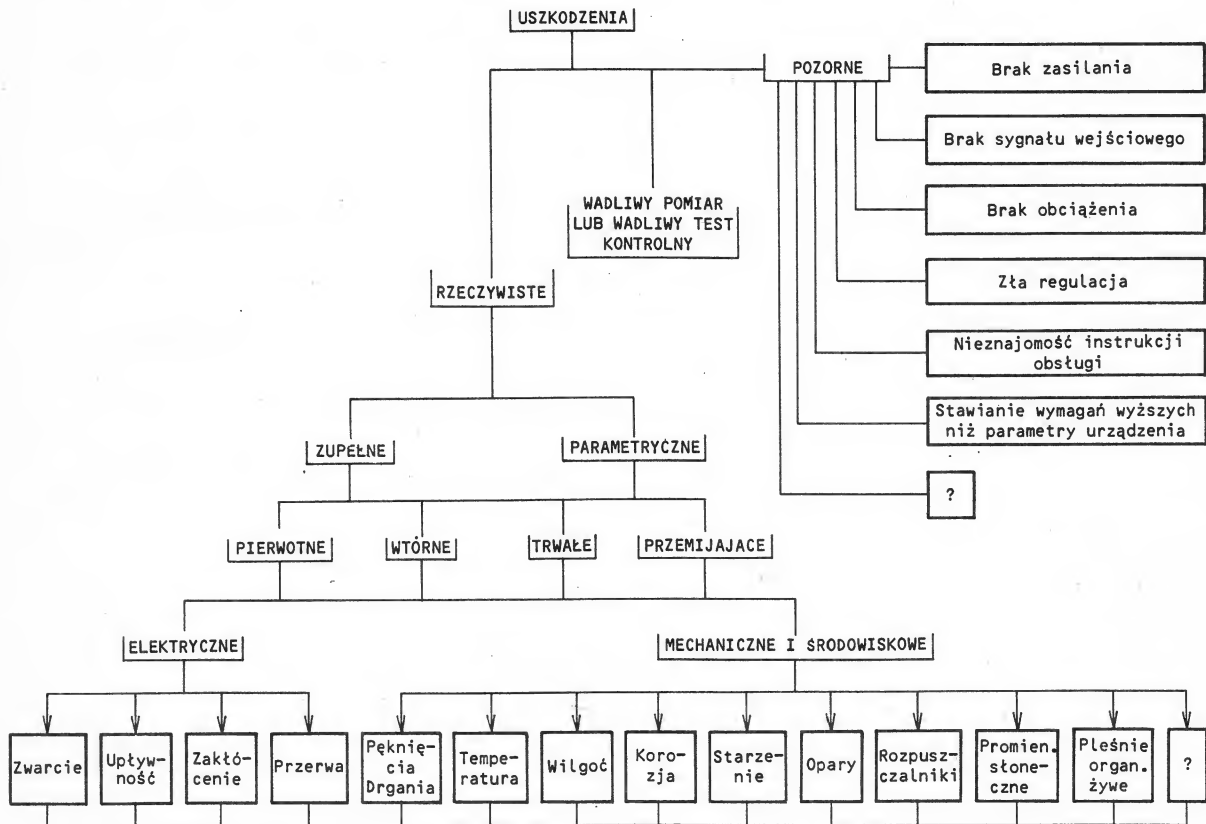 USZKODZENIA
POZORNE
Brak zasilania
Brak sygnału wejściowego
Brak obciążenia
Zła regulacja
Nieznajomość instrukcji
obsługi
Stawianie wymagań wyższych
niż parametry urządzenia
?
WADLIWY POMIAR
LUB WADLIWY TEST
KONTROLNY
RZECZYWISTE
ZUPEŁNE
PARAMETRYCZNE
PIERWOTNE
WTÓRNE
TRWAŁE
PRZEMIJAJACE
ELEKTRYCZNE
MECHANICZNE I ŚRODOWISKOWE
Zwarcie
Upływ-
ność
Zakłó-
cenie
Przerwa
Pęknię-
cia
Drgania
Tempe-
ratura
Wilgoć
Koro-
zja
Starze-
nie
Opary
Rozpusz-
czalniki
Promien.
słone-
czne
Pleśnie
organ.
żywe
?